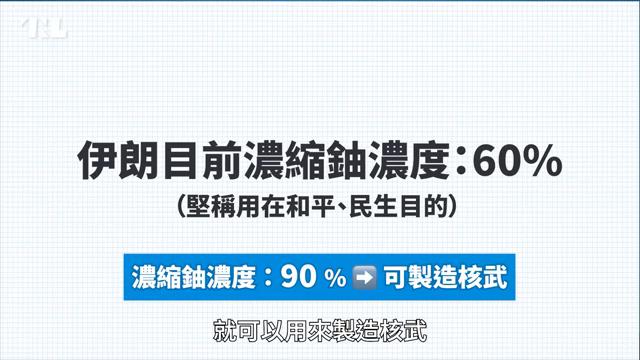 伊朗目前濃縮鈾濃度：60%
（堅稱用在和平、民生目的）
濃縮鈾濃度：90 % ➡ 可製造核武
就可以用來製造核武